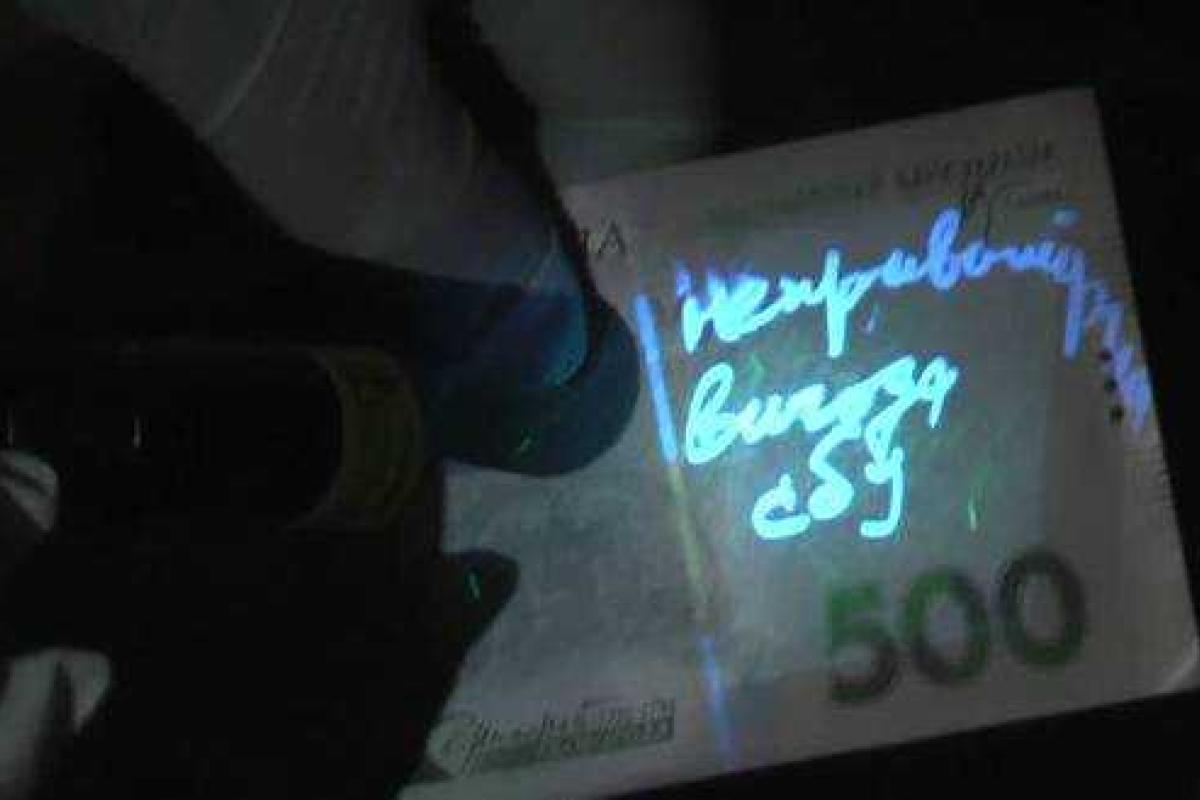 Неправомірна
вигода
сбу
500